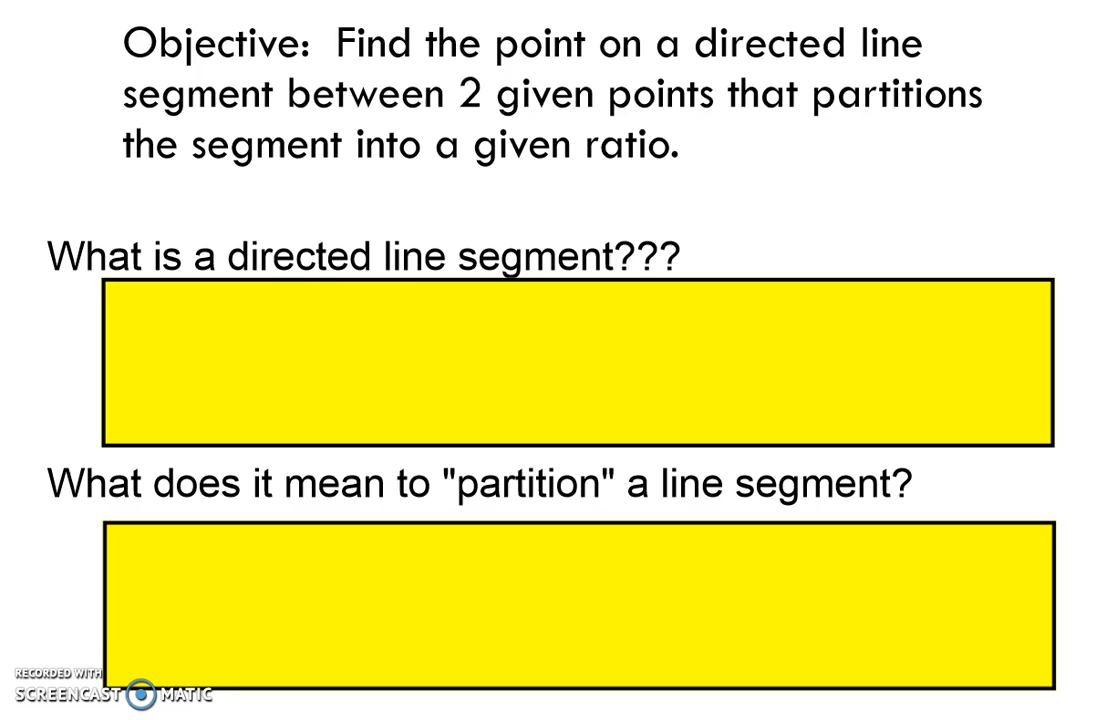 Objective:  Find the point on a directed line
segment between 2 given points that partitions
the segment into a given ratio.
What is a directed line segment???
What does it mean to "partition" a line segment?
RECORDED WITH
SCREENCAST MATIC